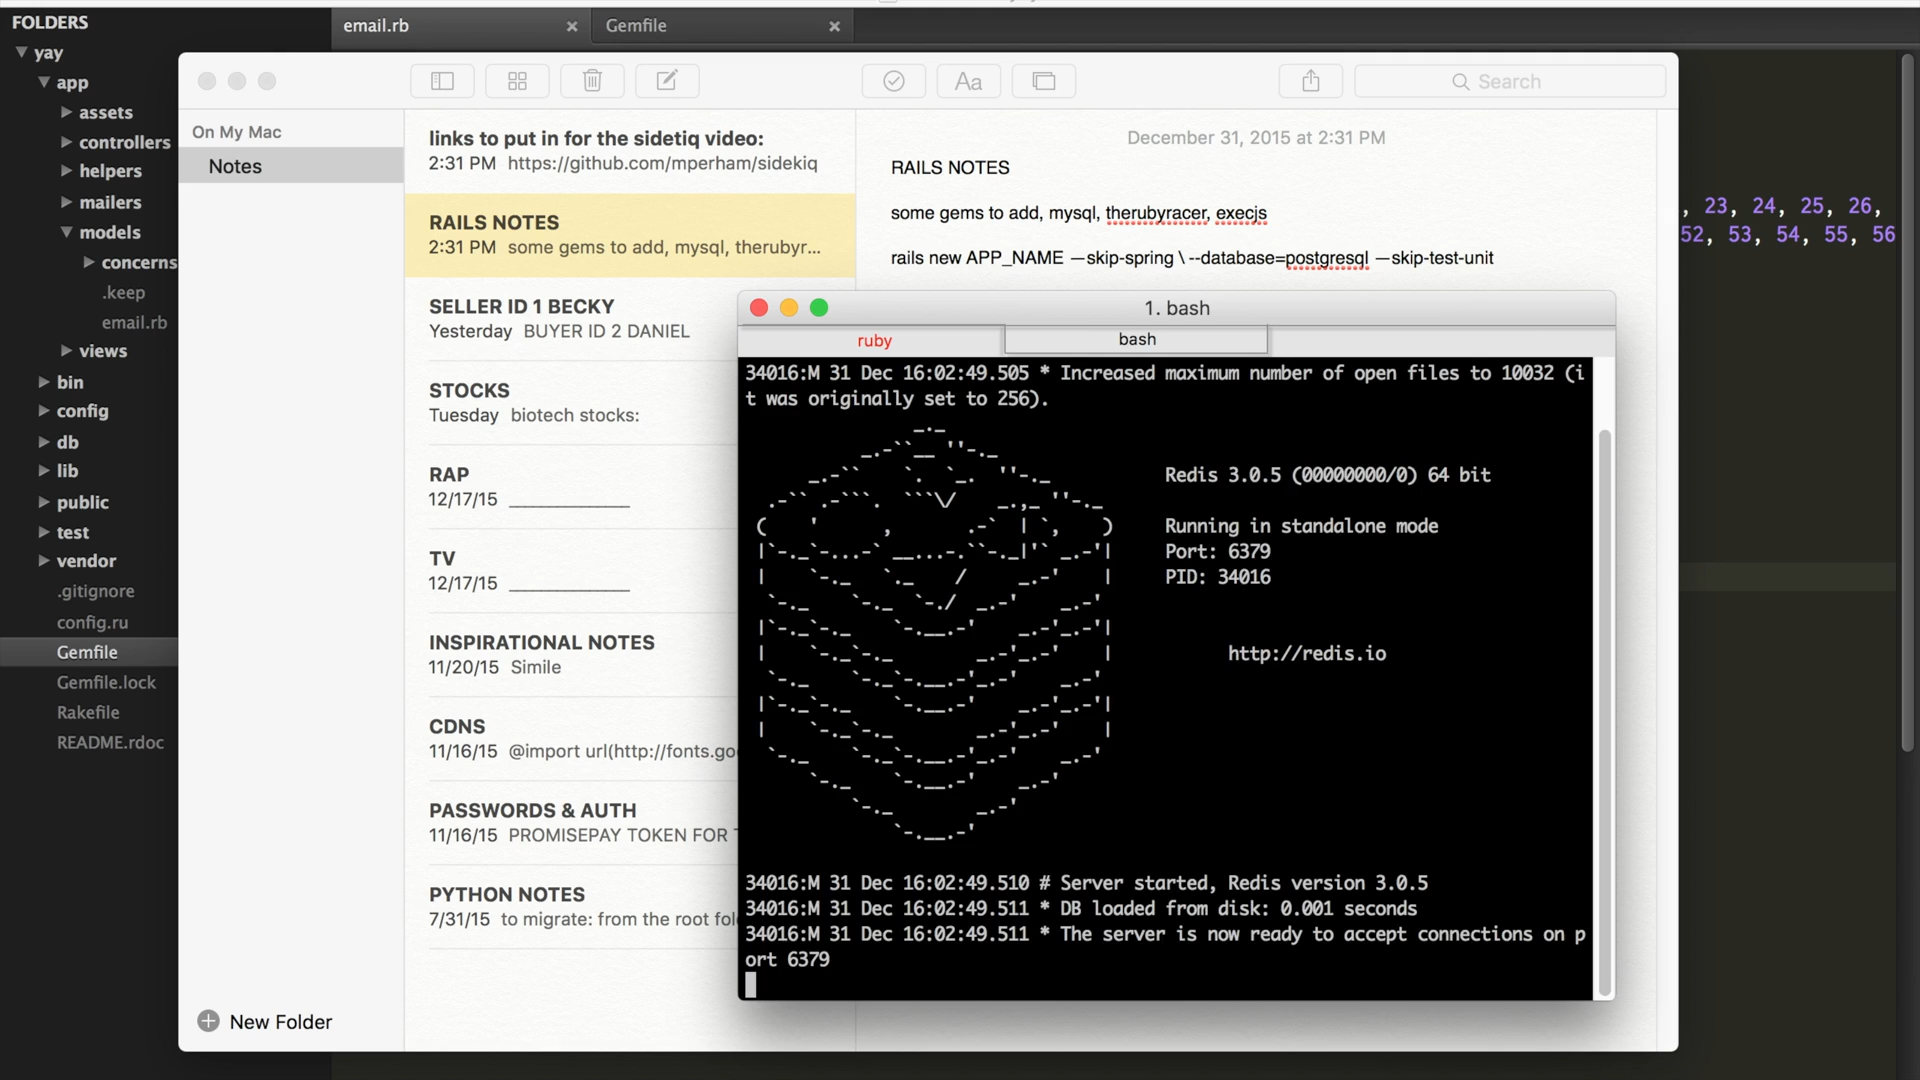 FOLDERS
yay
app
assets
controllers
helpers
mailers
models
concerns
.keep
email.rb
views
bin
config
db
lib
public
test
vendor
.gitignore
config.ru
Gemfile
Gemfile.lock
Rakefile
README.rdoc
email.rb
Gemfile
, 23, 24, 25, 26,
52, 53, 54, 55, 56
Aa
Search
On My Mac
Notes
New Folder
links to put in for the sidetiq video:
2:31 PM https://github.com/mperham/sidekiq
RAILS NOTES
2:31 PM some gems to add, mysql, therubyr...
SELLER ID 1 BECKY
Yesterday BUYER ID 2 DANIEL
STOCKS
Tuesday biotech stocks:
RAP
12/17/15 ______________
TV
12/17/15 ______________
INSPIRATIONAL NOTES
11/20/15 Simile
CDNS
11/16/15 @import url(http://fonts.go
PASSWORDS & AUTH
11/16/15 PROMISEPAY TOKEN FOR
PYTHON NOTES
7/31/15 to migrate: from the root fol
December 31, 2015 at 2:31 PM
RAILS NOTES
some gems to add, mysql, therubyracer, execjs
rails new APP_NAME —skip-spring \ --database=postgresql —skip-test-unit
1. bash
ruby
bash
34016:M 31 Dec 16:02:49.505 * Increased maximum number of open files to 10032 (i
t was originally set to 256).
Redis 3.0.5 (00000000/0) 64 bit
Running in standalone mode
Port: 6379
PID: 34016
http://redis.io
34016:M 31 Dec 16:02:49.510 # Server started, Redis version 3.0.5
34016:M 31 Dec 16:02:49.511 * DB loaded from disk: 0.001 seconds
34016:M 31 Dec 16:02:49.511 * The server is now ready to accept connections on p
ort 6379